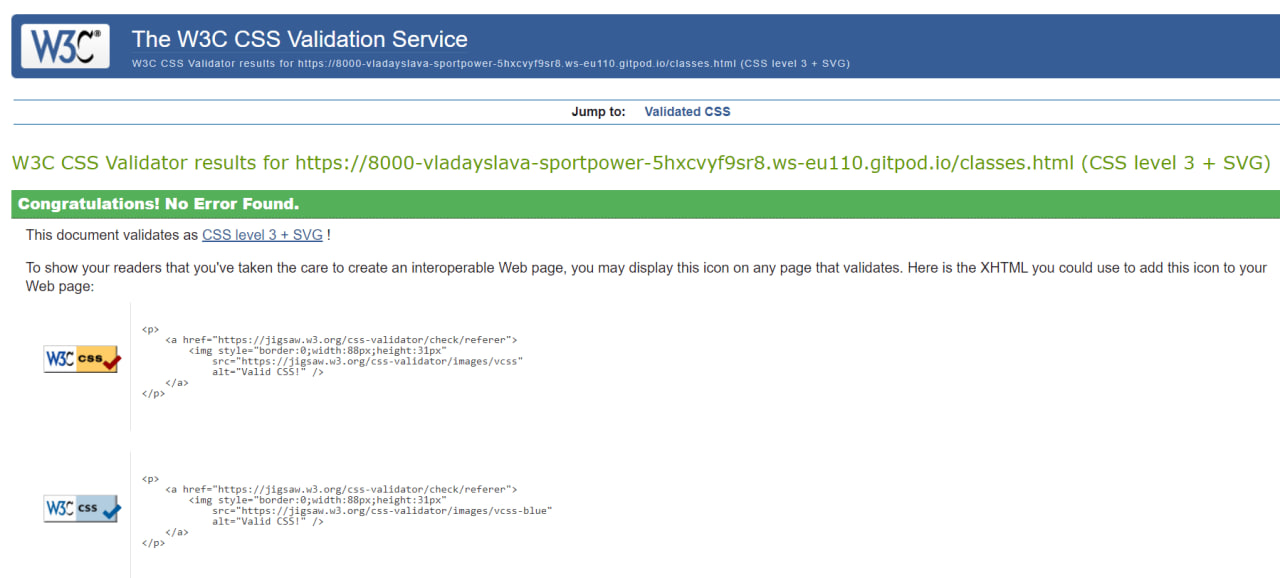 W3C® The W3C CSS Validation Service
W3C CSS Validator results for https://8000-vladayslava-sportpower-5hxcvyf9sr8.ws-eu110.gitpod.io/classes.html (CSS level 3 + SVG)
Jump to: Validated CSS
W3C CSS Validator results for https://8000-vladayslava-sportpower-5hxcvyf9sr8.ws-eu110.gitpod.io/classes.html (CSS level 3 + SVG)
Congratulations! No Error Found.
This document validates as CSS level 3 + SVG !
To show your readers that you've taken the care to create an interoperable Web page, you may display this icon on any page that validates. Here is the XHTML you could use to add this icon to your
Web page:
W3C css
<p>
<a href="https://jigsaw.w3.org/css-validator/check/referer">
<img style="border:0;width:88px;height:31px"
src="https://jigsaw.w3.org/css-validator/images/vcss"
alt="Valid CSS!" />
</a>
</p>
W3C css
<p>
<a href="https://jigsaw.w3.org/css-validator/check/referer">
<img style="border:0;width:88px;height:31px"
src="https://jigsaw.w3.org/css-validator/images/vcss-blue"
alt="Valid CSS!" />
</a>
</p>